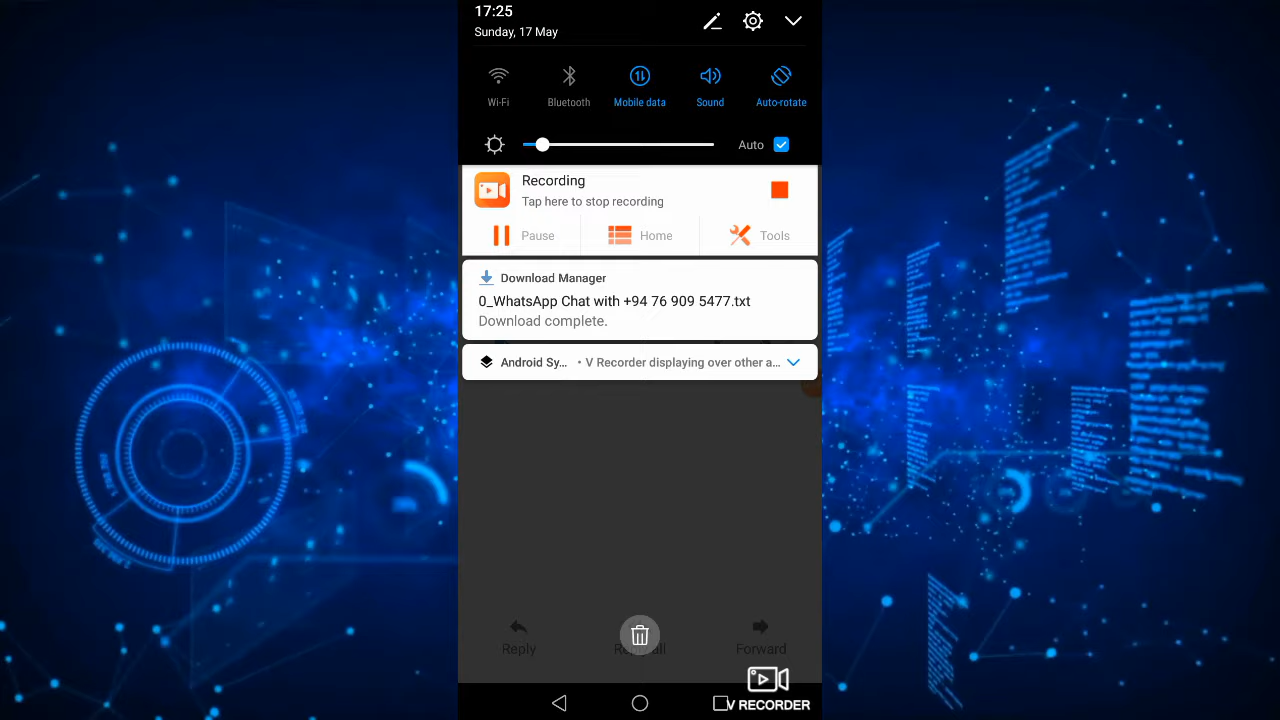 17:25
Sunday, 17 May
Wi-Fi Bluetooth Mobile data Sound Auto-rotate
Auto
Recording
Tap here to stop recording
Pause Home Tools
Download Manager
0_WhatsApp Chat with +94 76 909 5477.txt
Download complete.
Android Sy... • V Recorder displaying over other a...
Reply Forward
V RECORDER